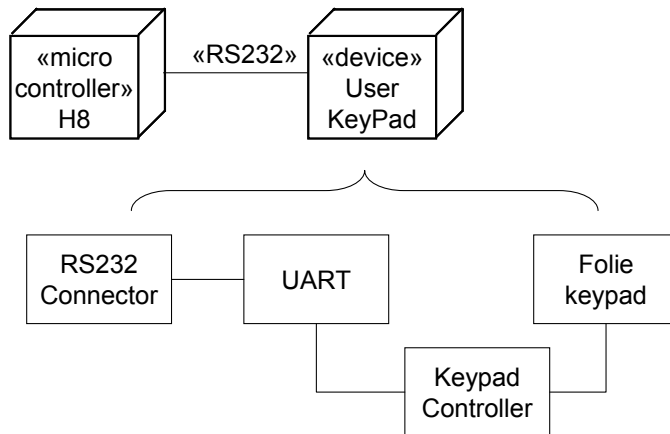 «micro
controller»
H8
«RS232»
«device»
User
KeyPad
RS232
Connector
UART
Folie
keypad
Keypad
Controller